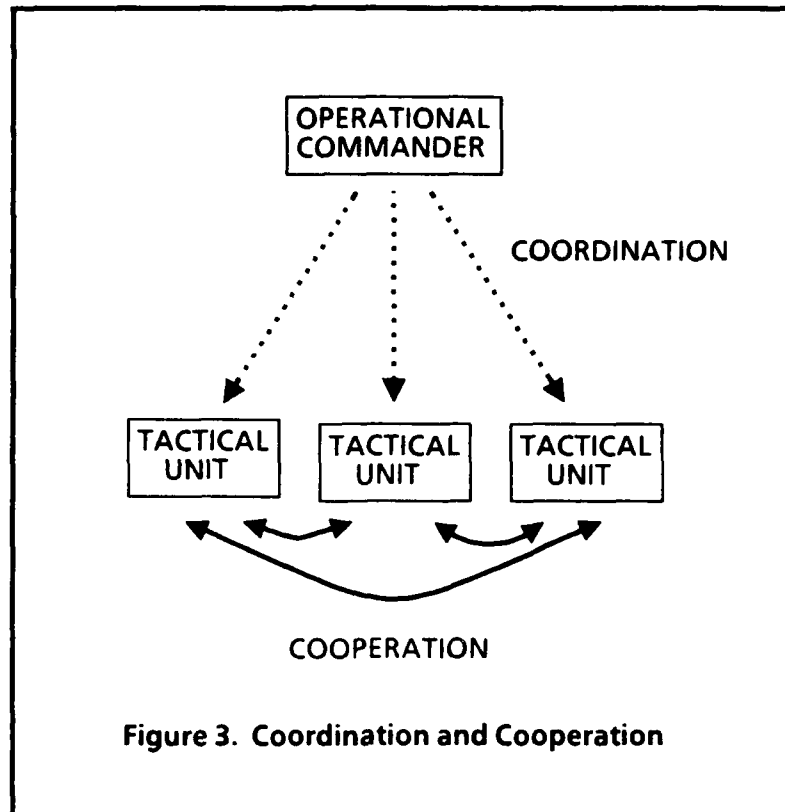 OPERATIONAL
COMMANDER
COORDINATION
TACTICAL
UNIT
TACTICAL
UNIT
TACTICAL
UNIT
COOPERATION
Figure 3. Coordination and Cooperation